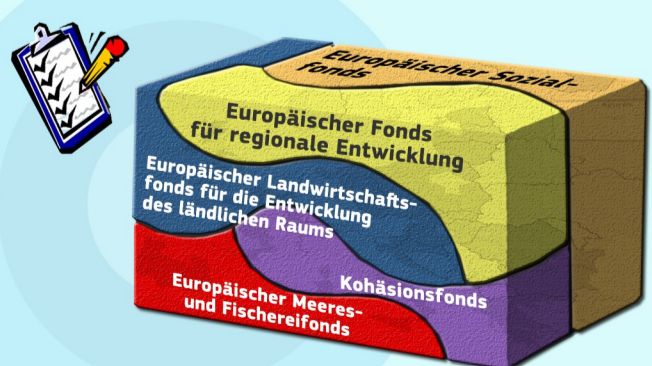 Europäischer Sozial-
fonds
Europäischer Fonds
für regionale Entwicklung
Europäischer Landwirtschafts-
fonds für die Entwicklung
des ländlichen Raums
Kohäsionsfonds
Europäischer Meeres-
und Fischereifonds